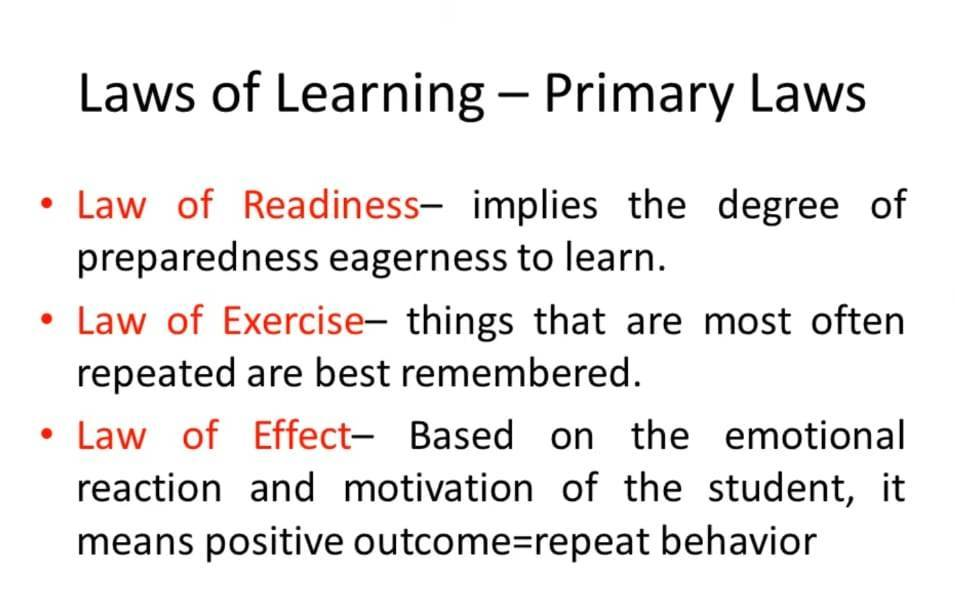 Laws of Learning – Primary Laws
• Law of Readiness– implies the degree of
preparedness eagerness to learn.
• Law of Exercise– things that are most often
repeated are best remembered.
• Law of Effect– Based on the emotional
reaction and motivation of the student, it
means positive outcome=repeat behavior